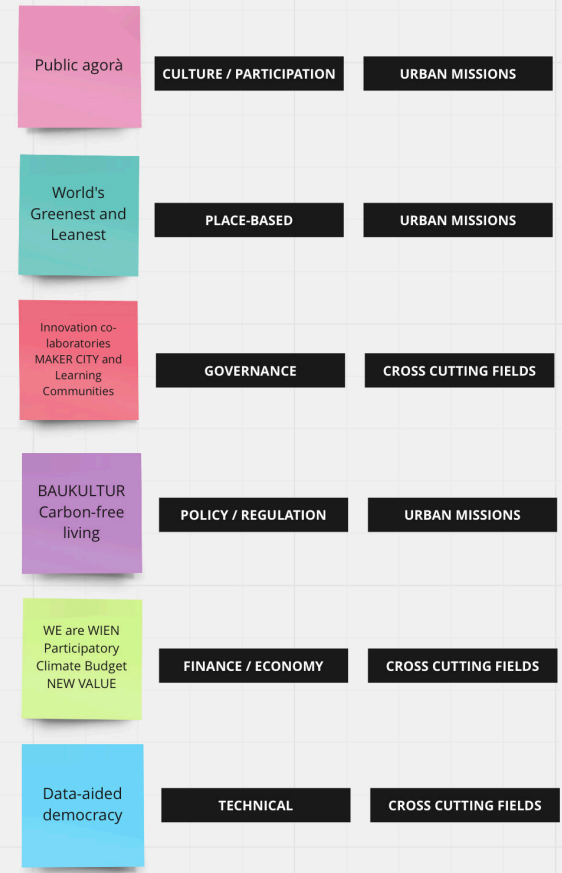 Public agorà
CULTURE / PARTICIPATION
URBAN MISSIONS
World's
Greenest and
Leanest
PLACE-BASED
URBAN MISSIONS
Innovation co-
laboratories
MAKER CITY and
Learning
Communities
GOVERNANCE
CROSS CUTTING FIELDS
BAUKULTUR
Carbon-free
living
POLICY / REGULATION
URBAN MISSIONS
WE are WIEN
Participatory
Climate Budget
NEW VALUE
FINANCE / ECONOMY
CROSS CUTTING FIELDS
Data-aided
democracy
TECHNICAL
CROSS CUTTING FIELDS